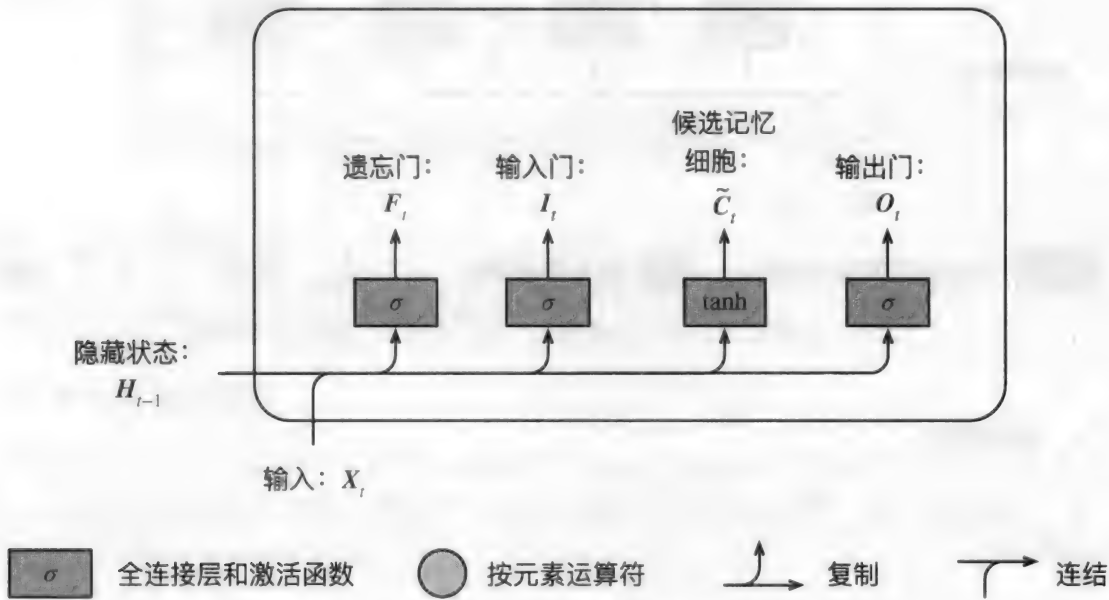 候选记忆
遗忘门： 输入门： 细胞： 输出门：
F_t I_t C̃_t O_t
σ σ tanh σ
隐藏状态：
H_{t−1}
输入：X_t
σ 全连接层和激活函数 按元素运算符 复制 连结